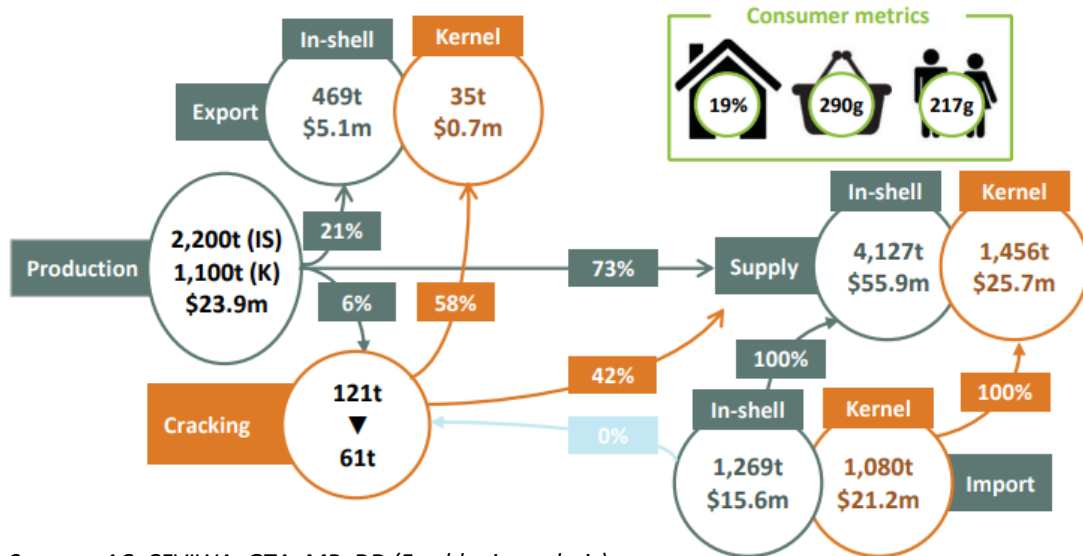 Consumer metrics
19%
290g
217g
In-shell
Kernel
Export
469t
$5.1m
35t
$0.7m
21%
Production
2,200t (IS)
1,100t (K)
$23.9m
73%
6%
58%
In-shell
Kernel
Supply
4,127t
$55.9m
1,456t
$25.7m
Cracking
121t
▼
61t
42%
0%
100%
100%
In-shell
Kernel
1,269t
$15.6m
1,080t
$21.2m
Import